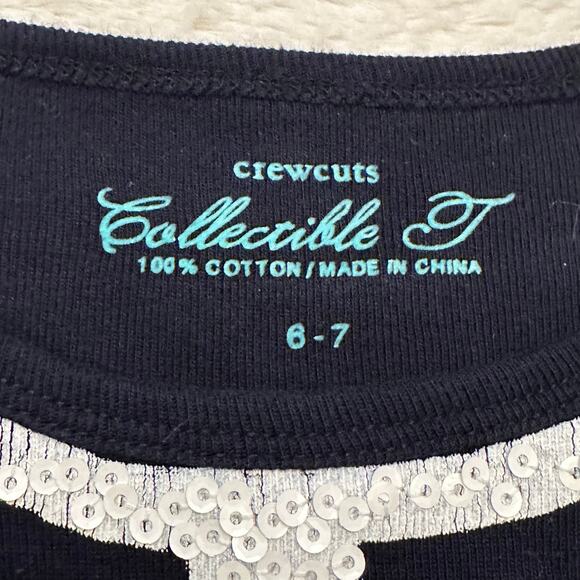 crewcuts
Collectible T
100% COTTON/MADE IN CHINA
6-7